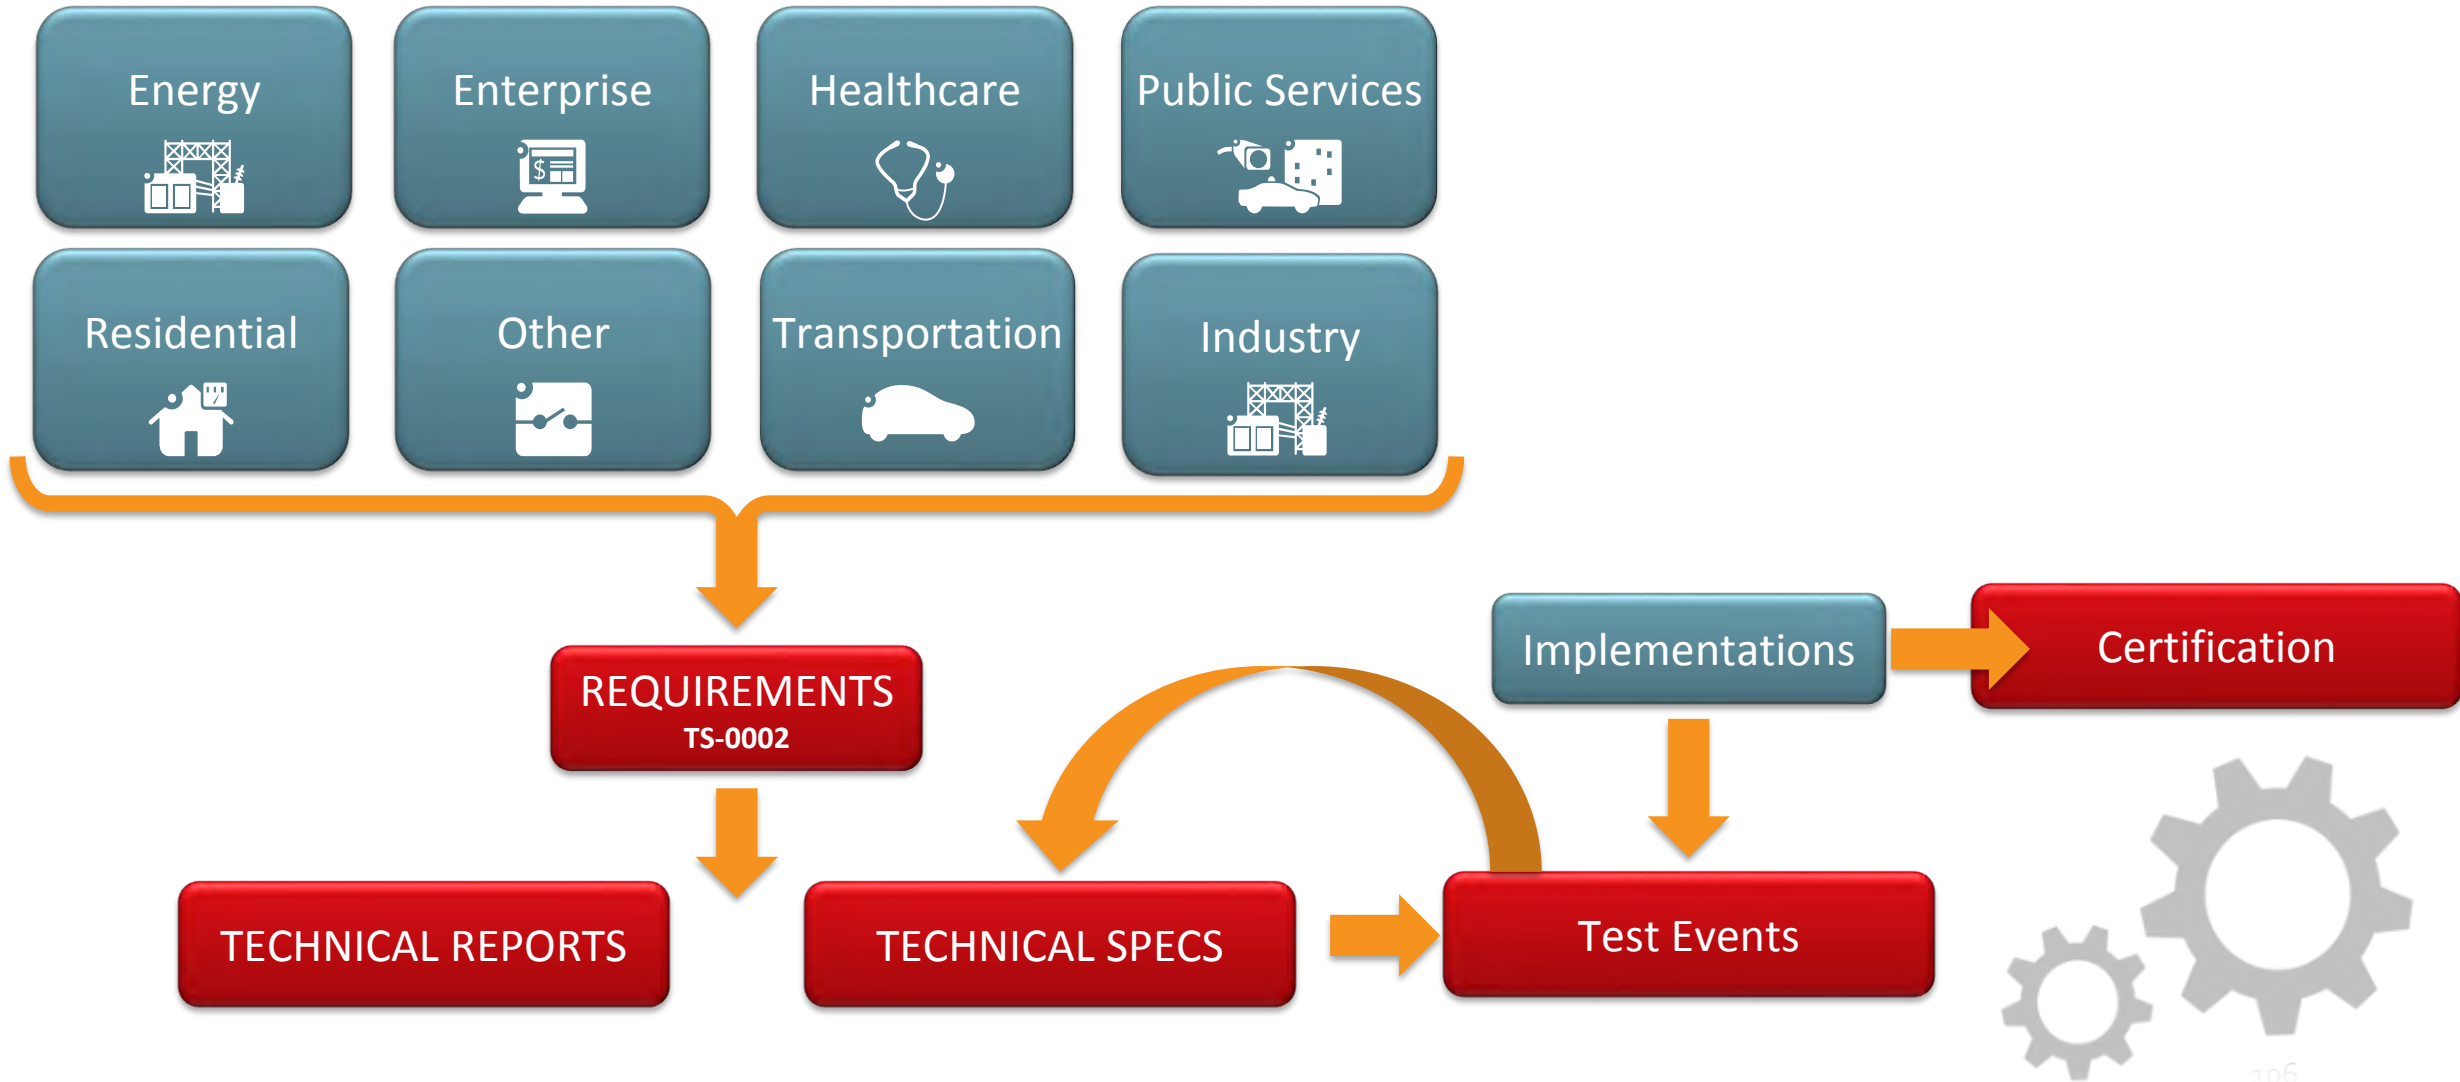 Energy
Enterprise
Healthcare
Public Services
$
Residential
Other
Transportation
Industry
REQUIREMENTS
TS-0002
Implementations
Certification
TECHNICAL REPORTS
TECHNICAL SPECS
Test Events
106